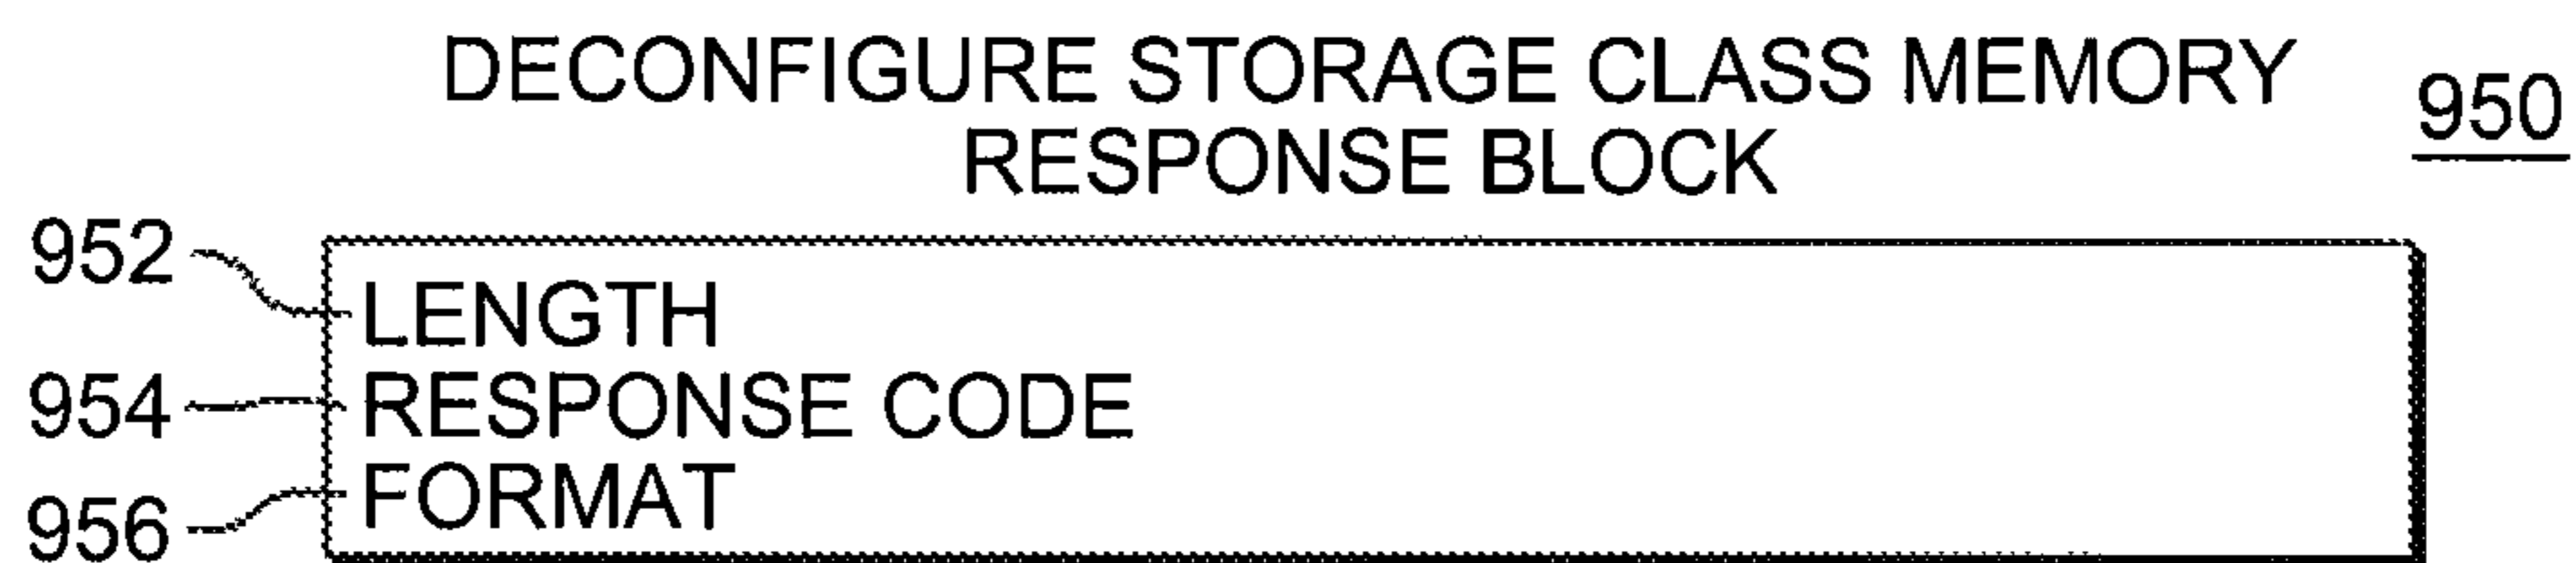 DECONFIGURE STORAGE CLASS MEMORY
RESPONSE BLOCK
950
952
LENGTH
954
RESPONSE CODE
956
FORMAT